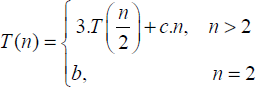 T(n) = { 3.T(n/2) + c.n, n > 2
b, n = 2